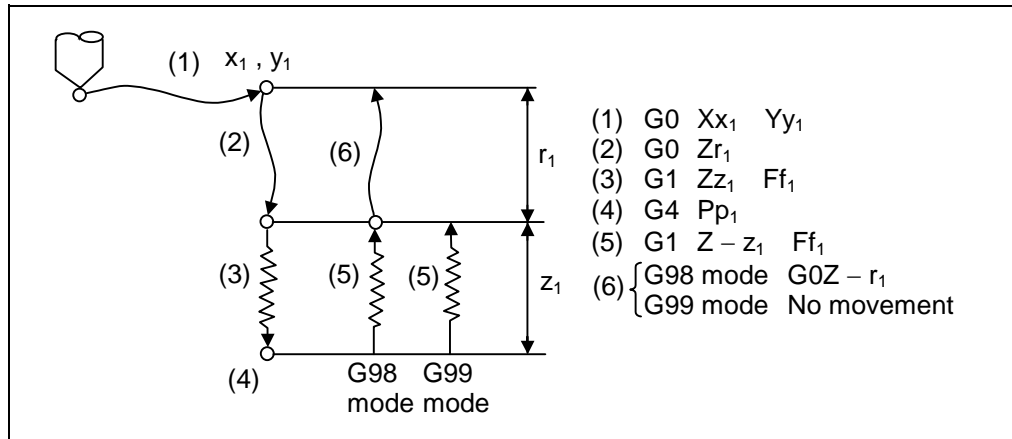 (1) x₁ , y₁
(2)
(6)
r₁
(3)
(5)
(5)
z₁
(4)
G98 mode
G99 mode
(1) G0 Xx₁ Yy₁
(2) G0 Zr₁
(3) G1 Zz₁ Ff₁
(4) G4 Pp₁
(5) G1 Z – z₁ Ff₁
(6) { G98 mode G0Z – r₁
G99 mode No movement